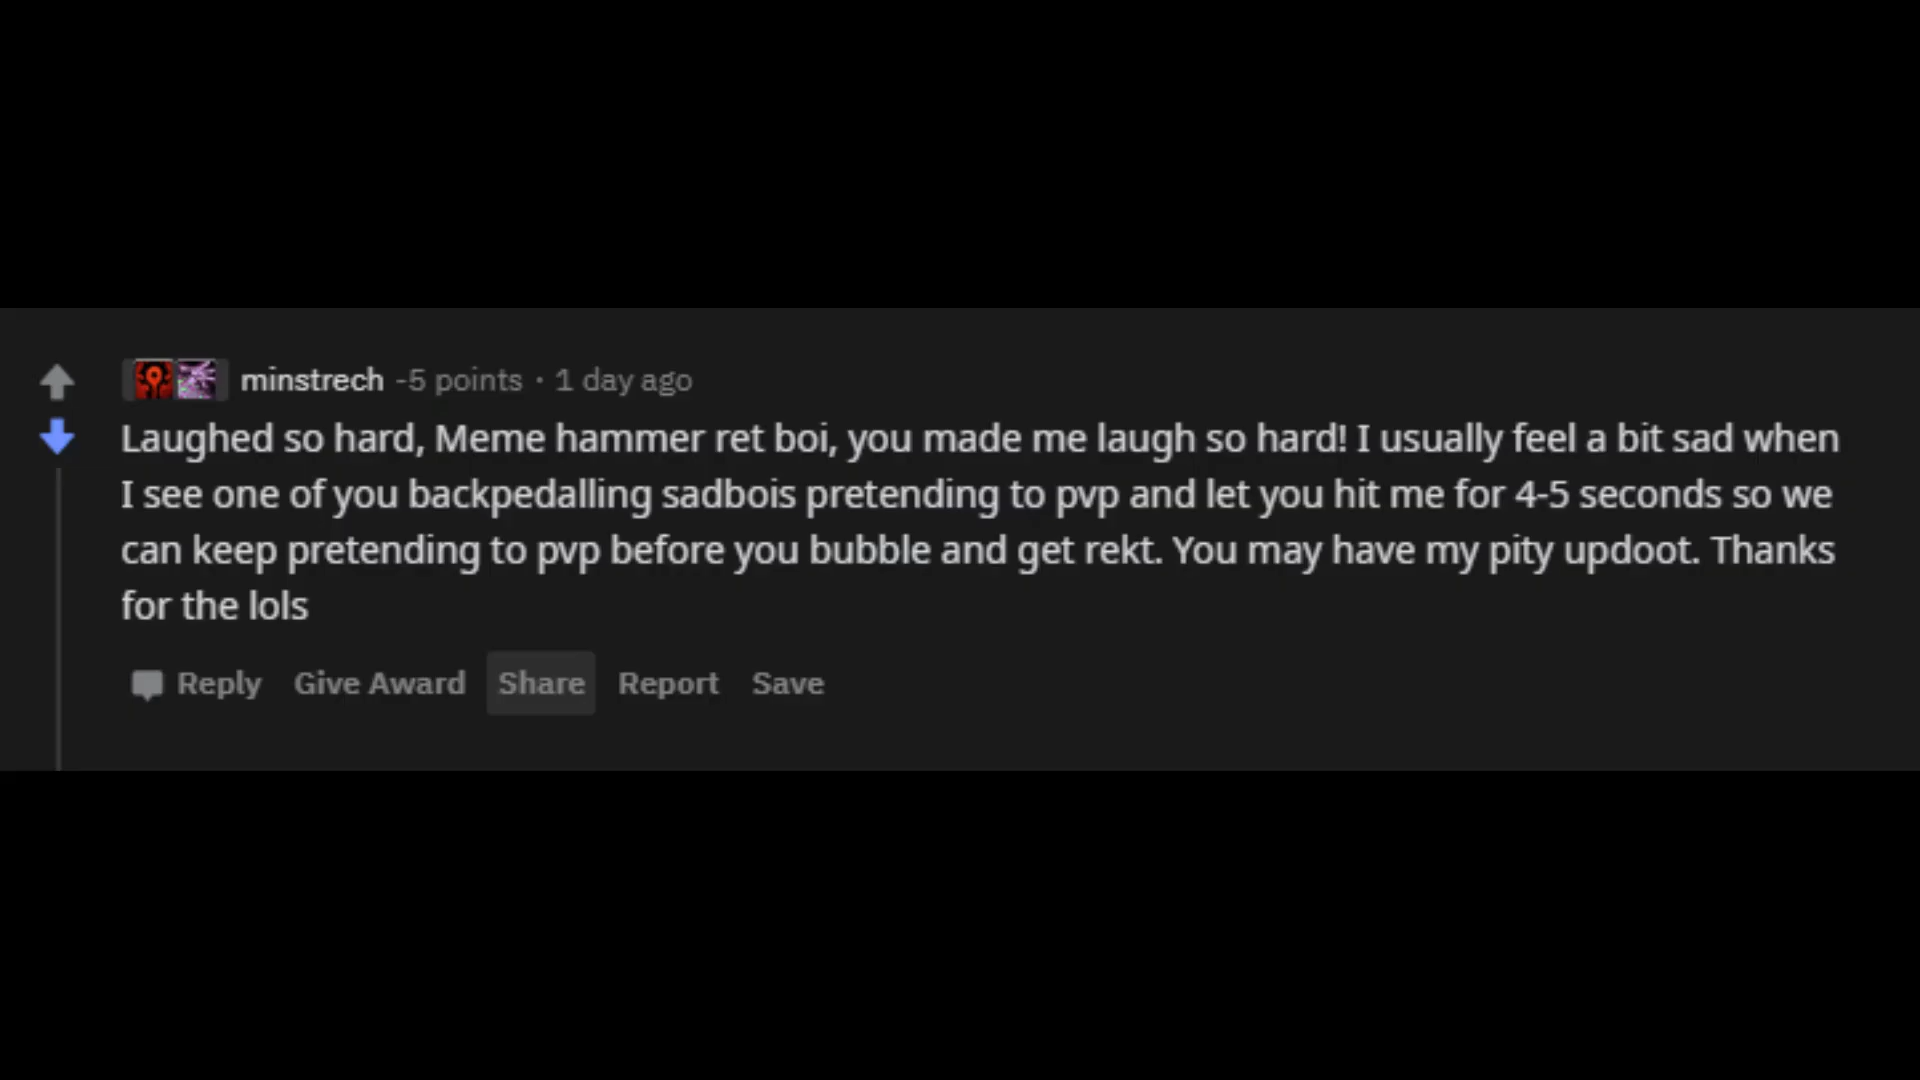 minstrech -5 points · 1 day ago
Laughed so hard, Meme hammer ret boi, you made me laugh so hard! I usually feel a bit sad when
I see one of you backpedalling sadbois pretending to pvp and let you hit me for 4-5 seconds so we
can keep pretending to pvp before you bubble and get rekt. You may have my pity updoot. Thanks
for the lols
Reply Give Award Share Report Save